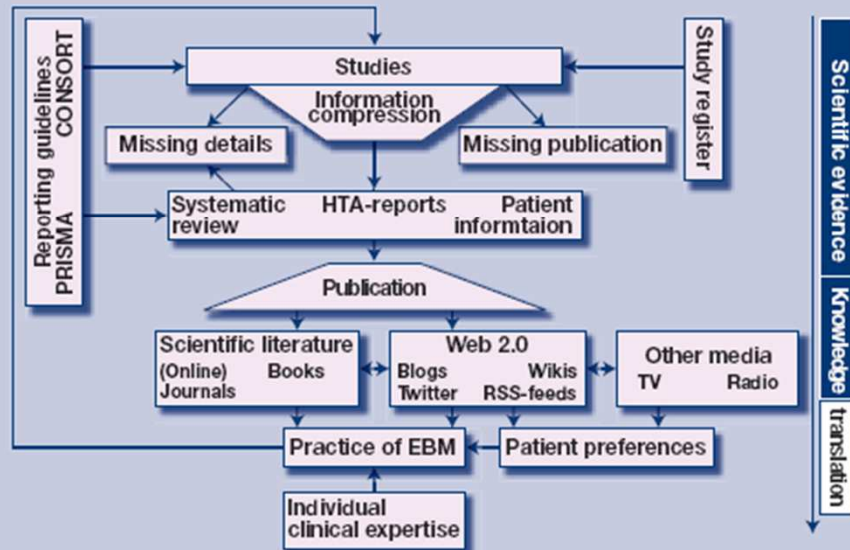 Reporting guidelines
PRISMA CONSORT
Studies
Information
compression
Study register
Missing details
Missing publication
Systematic HTA-reports Patient
review informtaion
Publication
Scientific literature
(Online) Books
Journals
Web 2.0
Blogs Wikis
Twitter RSS-feeds
Other media
TV Radio
Practice of EBM
Patient preferences
Individual
clinical expertise
Scientific evidence
Knowledge
translation